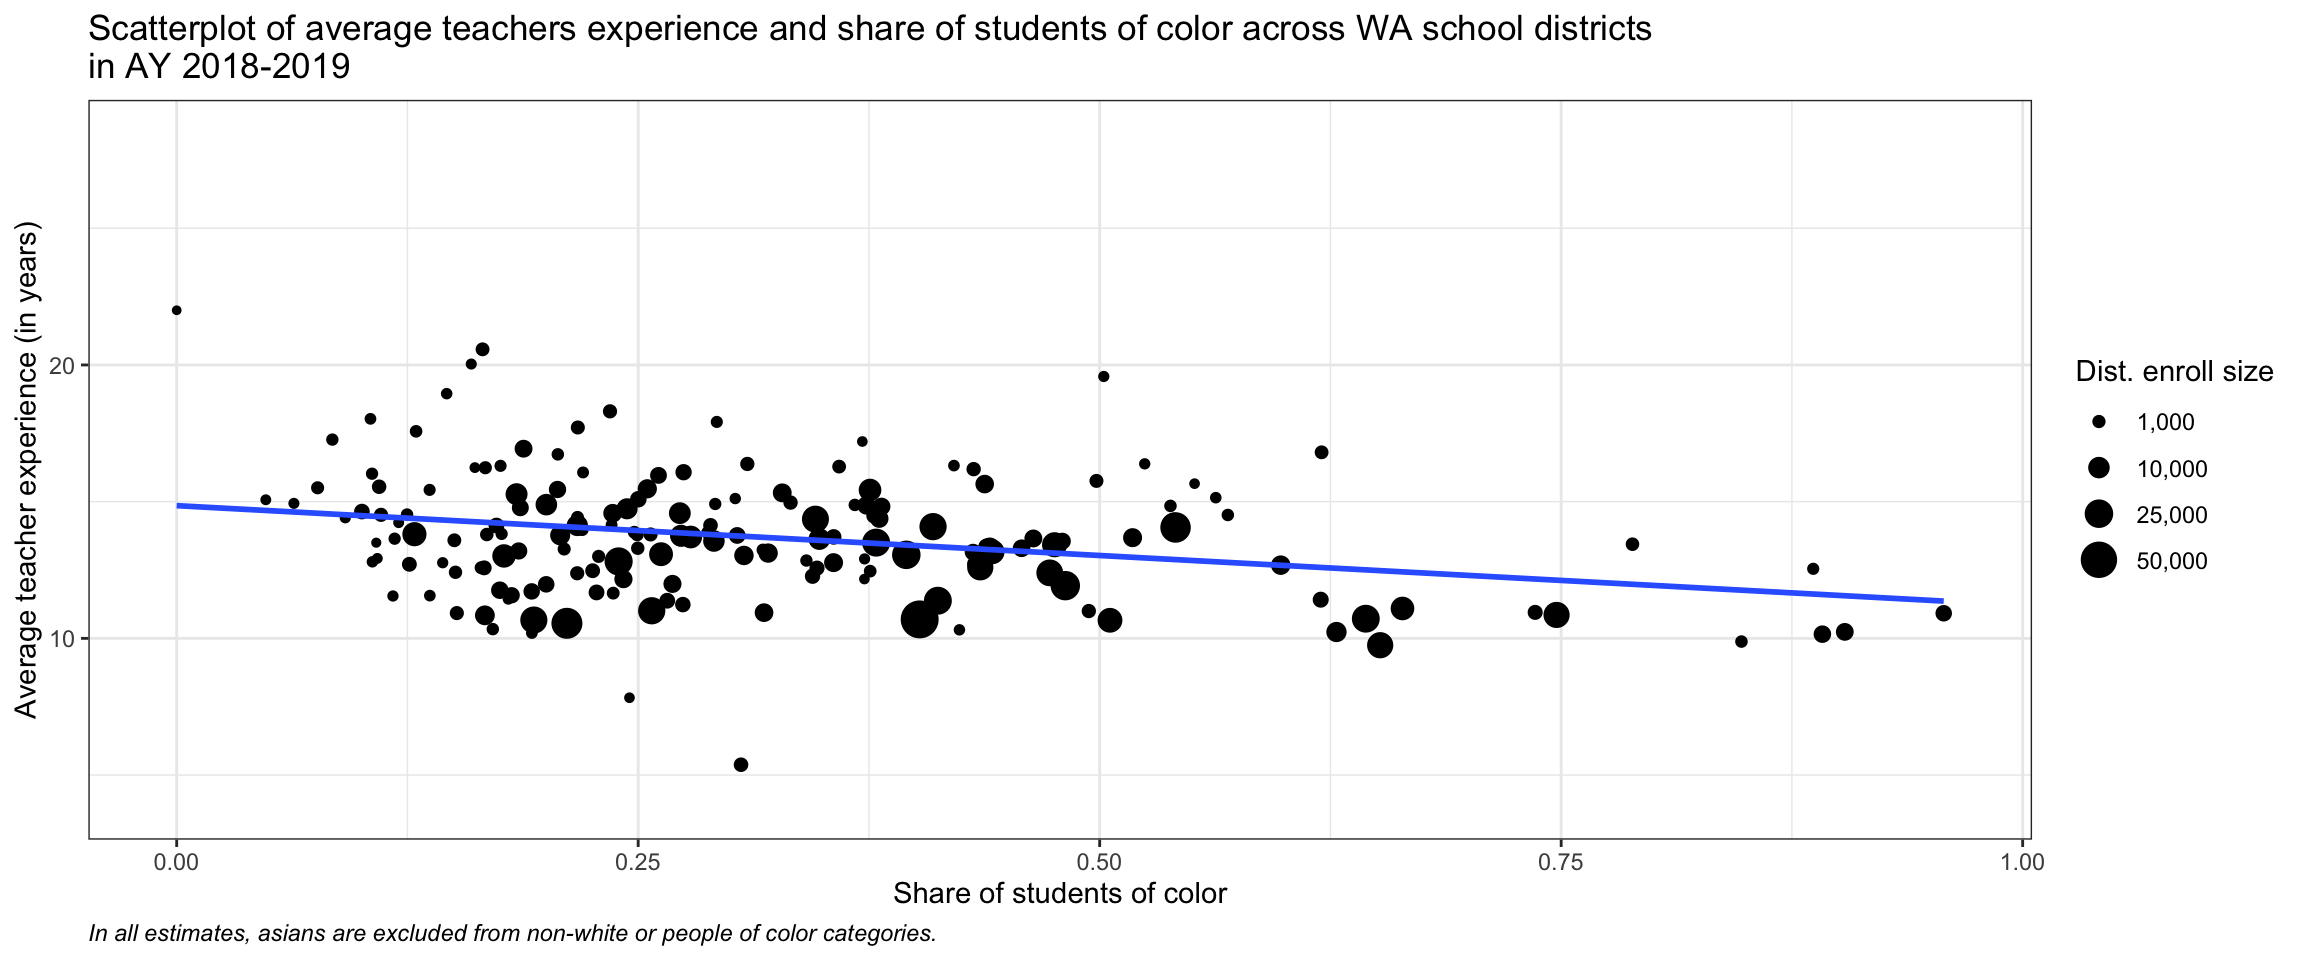 Scatterplot of average teachers experience and share of students of color across WA school districts
in AY 2018-2019
Average teacher experience (in years)
20
10
0.00
0.25
0.50
0.75
1.00
Share of students of color
Dist. enroll size
1,000
10,000
25,000
50,000
In all estimates, asians are excluded from non-white or people of color categories.